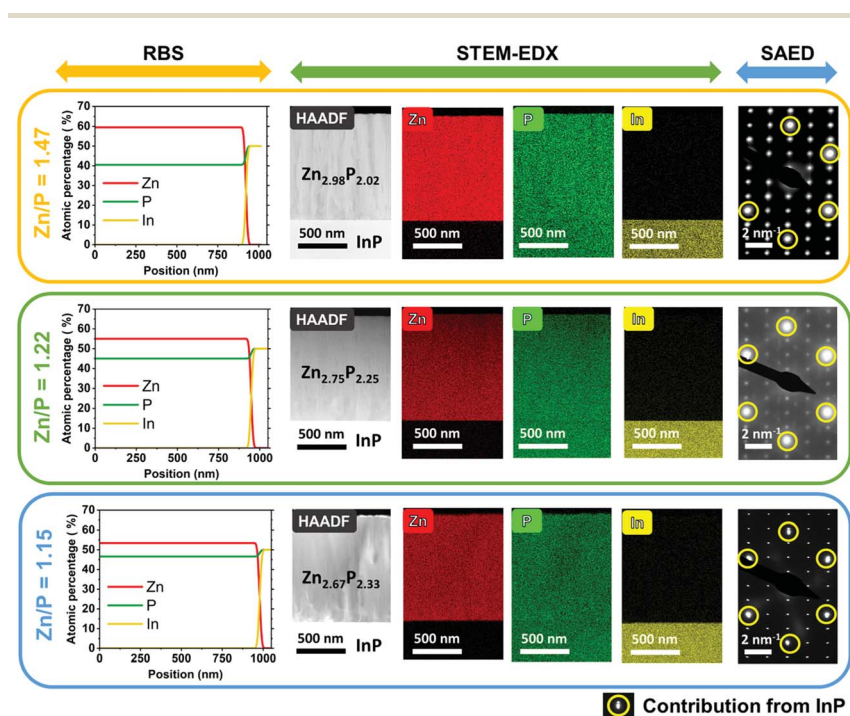 RBS STEM-EDX SAED
Zn/P = 1.47
Atomic percentage ( %)
70
60
50
40
30
20
10
0
Zn
P
In
0 250 500 750 1000
Position (nm)
HAADF
Zn2.98P2.02
500 nm InP
Zn
500 nm
P
500 nm
In
500 nm
2 nm-1
Zn/P = 1.22
Atomic percentage ( %)
70
60
50
40
30
20
10
0
Zn
P
In
0 250 500 750 1000
Position (nm)
HAADF
Zn2.75P2.25
500 nm InP
Zn
500 nm
P
500 nm
In
500 nm
2 nm-1
Zn/P = 1.15
Atomic percentage ( %)
70
60
50
40
30
20
10
0
Zn
P
In
0 250 500 750 1000
Position (nm)
HAADF
Zn2.67P2.33
500 nm InP
Zn
500 nm
P
500 nm
In
500 nm
2 nm-1
Contribution from InP